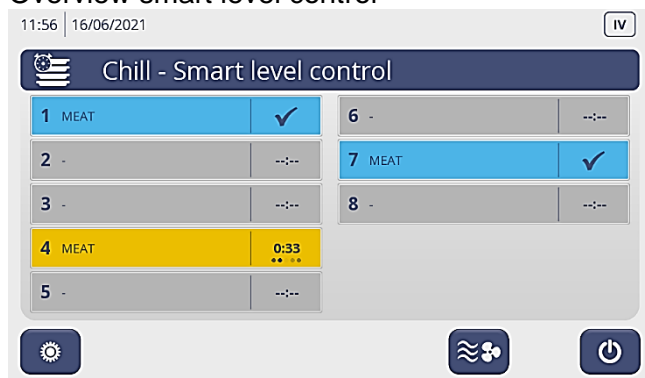 Overview smart level control
11:56 16/06/2021 IV
Chill - Smart level control
1 MEAT ✓
2 - --:--
3 - --:--
4 MEAT 0:33
5 - --:--
6 - --:--
7 MEAT ✓
8 - --:--